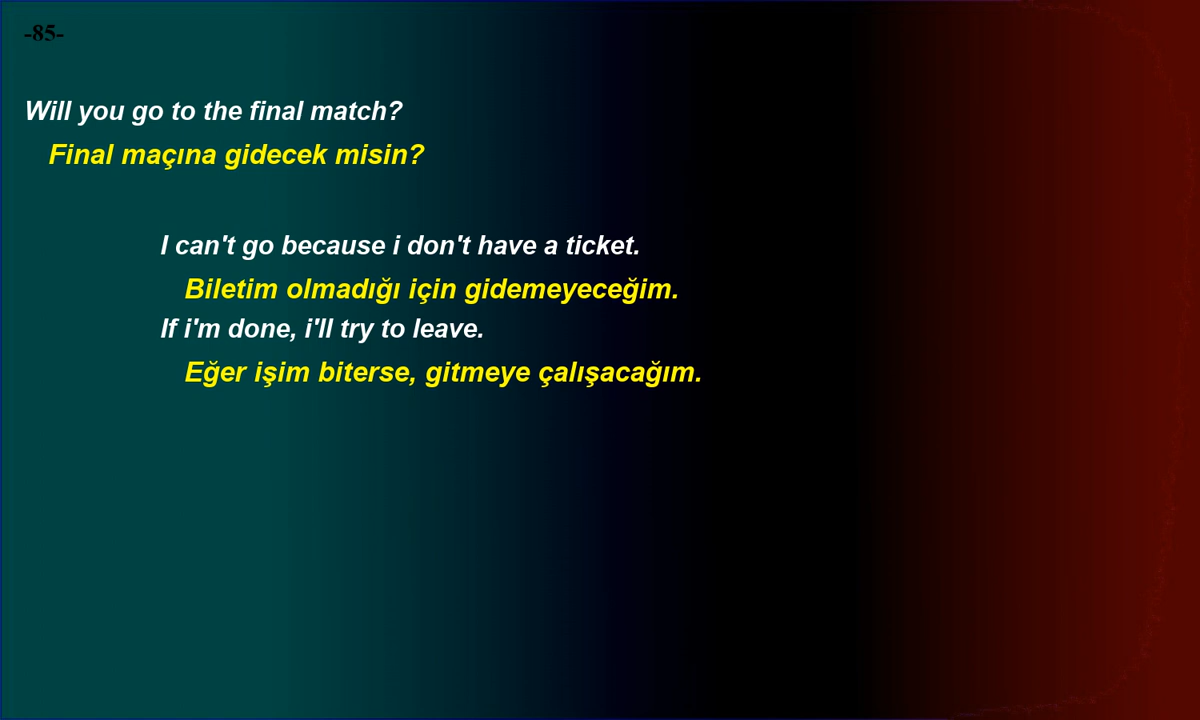 -85-
Will you go to the final match?
Final maçına gidecek misin?
I can't go because i don't have a ticket.
Biletim olmadığı için gidemeyeceğim.
If i'm done, i'll try to leave.
Eğer işim biterse, gitmeye çalışacağım.